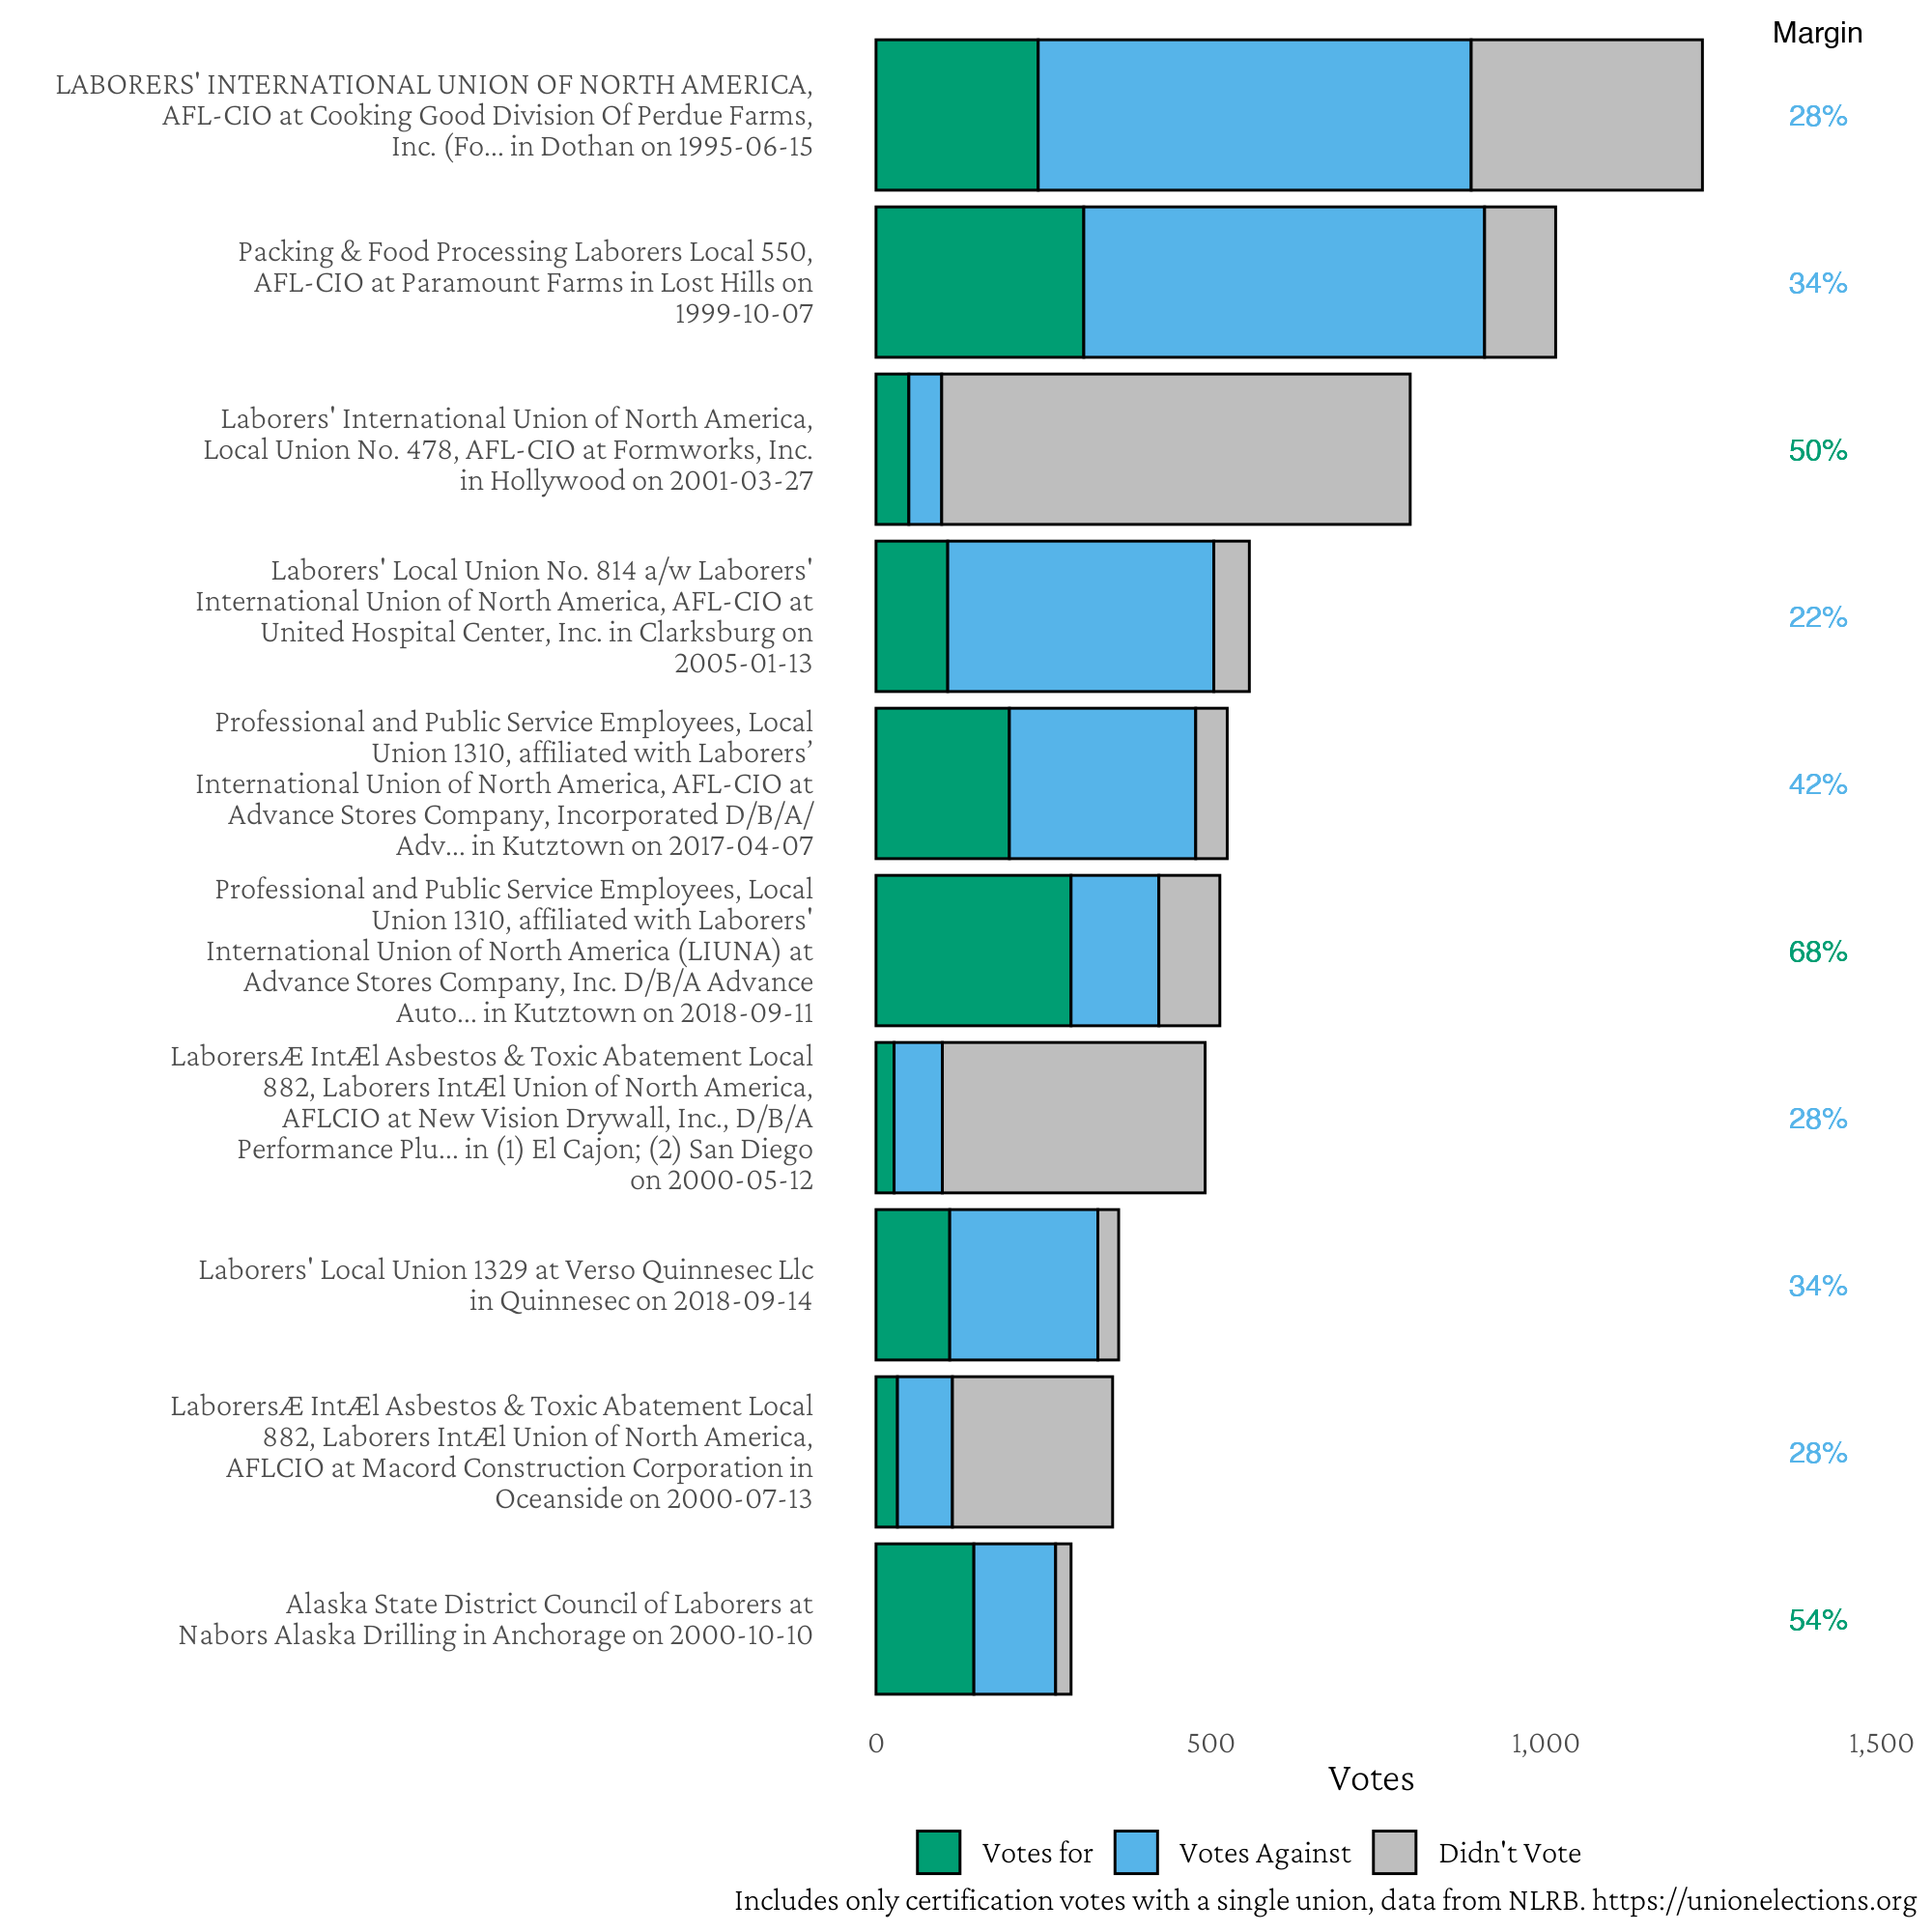 Margin
LABORERS' INTERNATIONAL UNION OF NORTH AMERICA,
AFL-CIO at Cooking Good Division Of Perdue Farms,
Inc. (Fo... in Dothan on 1995-06-15
28%
Packing & Food Processing Laborers Local 550,
AFL-CIO at Paramount Farms in Lost Hills on
1999-10-07
34%
Laborers' International Union of North America,
Local Union No. 478, AFL-CIO at Formworks, Inc.
in Hollywood on 2001-03-27
50%
Laborers' Local Union No. 814 a/w Laborers'
International Union of North America, AFL-CIO at
United Hospital Center, Inc. in Clarksburg on
2005-01-13
22%
Professional and Public Service Employees, Local
Union 1310, affiliated with Laborers’
International Union of North America, AFL-CIO at
Advance Stores Company, Incorporated D/B/A/
Adv... in Kutztown on 2017-04-07
42%
Professional and Public Service Employees, Local
Union 1310, affiliated with Laborers'
International Union of North America (LIUNA) at
Advance Stores Company, Inc. D/B/A Advance
Auto... in Kutztown on 2018-09-11
68%
LaborersÆ IntÆl Asbestos & Toxic Abatement Local
882, Laborers IntÆl Union of North America,
AFLCIO at New Vision Drywall, Inc., D/B/A
Performance Plu... in (1) El Cajon; (2) San Diego
on 2000-05-12
28%
Laborers' Local Union 1329 at Verso Quinnesec Llc
in Quinnesec on 2018-09-14
34%
LaborersÆ IntÆl Asbestos & Toxic Abatement Local
882, Laborers IntÆl Union of North America,
AFLCIO at Macord Construction Corporation in
Oceanside on 2000-07-13
28%
Alaska State District Council of Laborers at
Nabors Alaska Drilling in Anchorage on 2000-10-10
54%
0 500 1,000 1,500
Votes
Votes for Votes Against Didn't Vote
Includes only certification votes with a single union, data from NLRB. https://unionelections.org